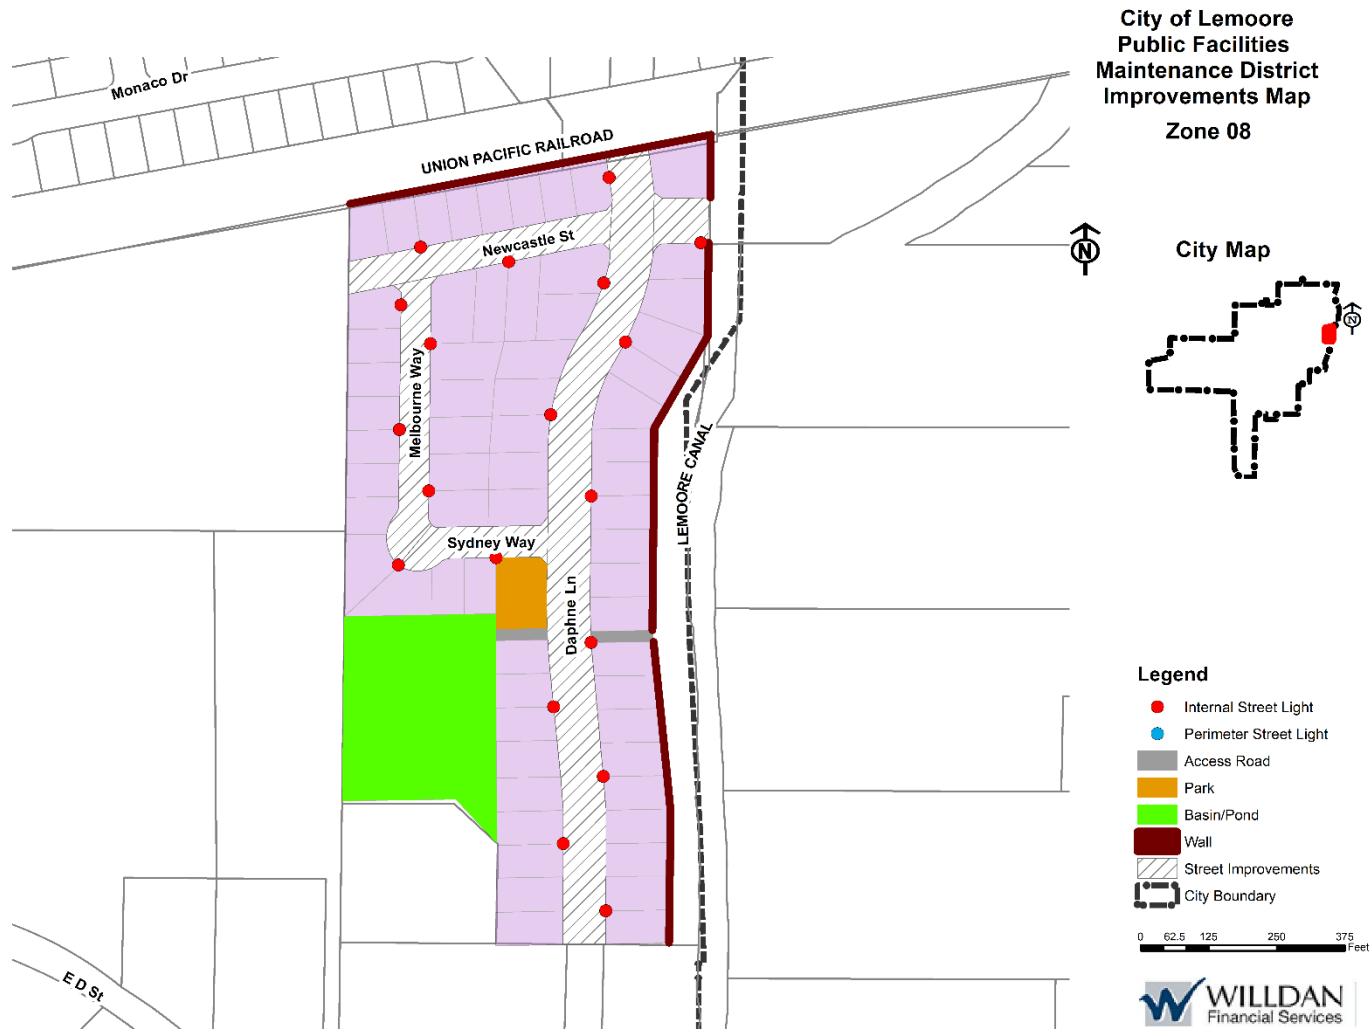 City of Lemoore
Public Facilities
Maintenance District
Improvements Map
Zone 08
Monaco Dr
UNION PACIFIC RAILROAD
Newcastle St
N
City Map
N
Melbourne Way
LEMOORE CANAL
Sydney Way
Daphne Ln
E D St
Legend
Internal Street Light
Perimeter Street Light
Access Road
Park
Basin/Pond
Wall
Street Improvements
City Boundary
0 62.5 125 250 375
Feet
WILLDAN
Financial Services